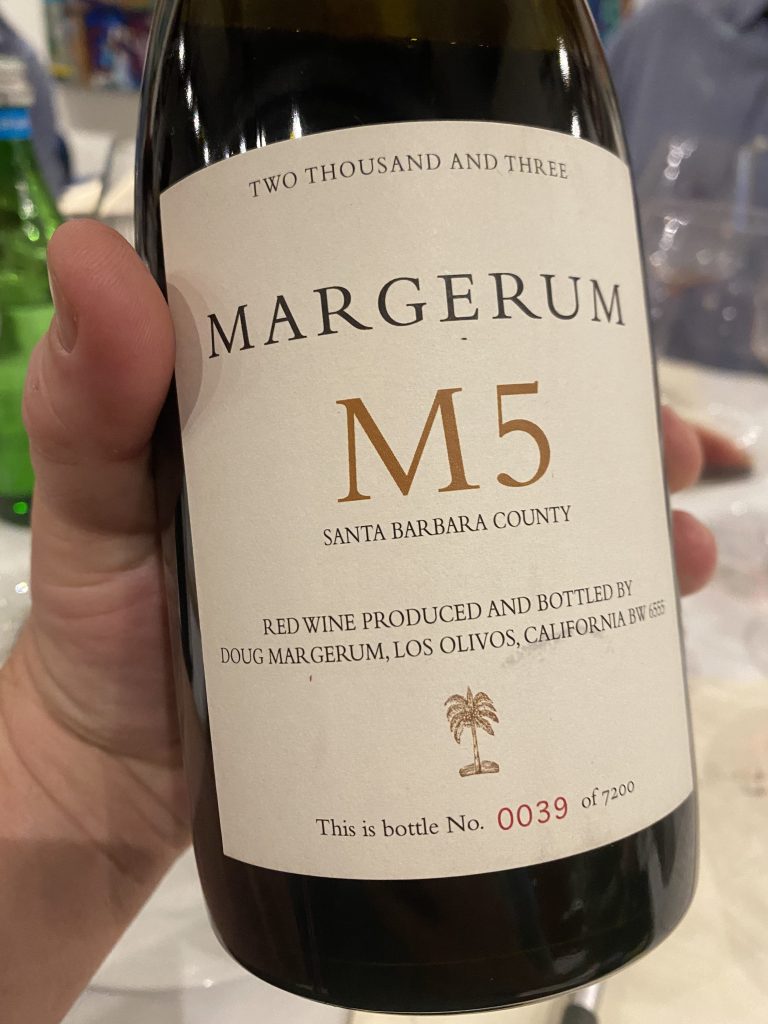 TWO THOUSAND AND THREE
MARGERUM
M5
SANTA BARBARA COUNTY
RED WINE PRODUCED AND BOTTLED BY
DOUG MARGERUM, LOS OLIVOS, CALIFORNIA BW 6555
This is bottle No. 0039 of 7200